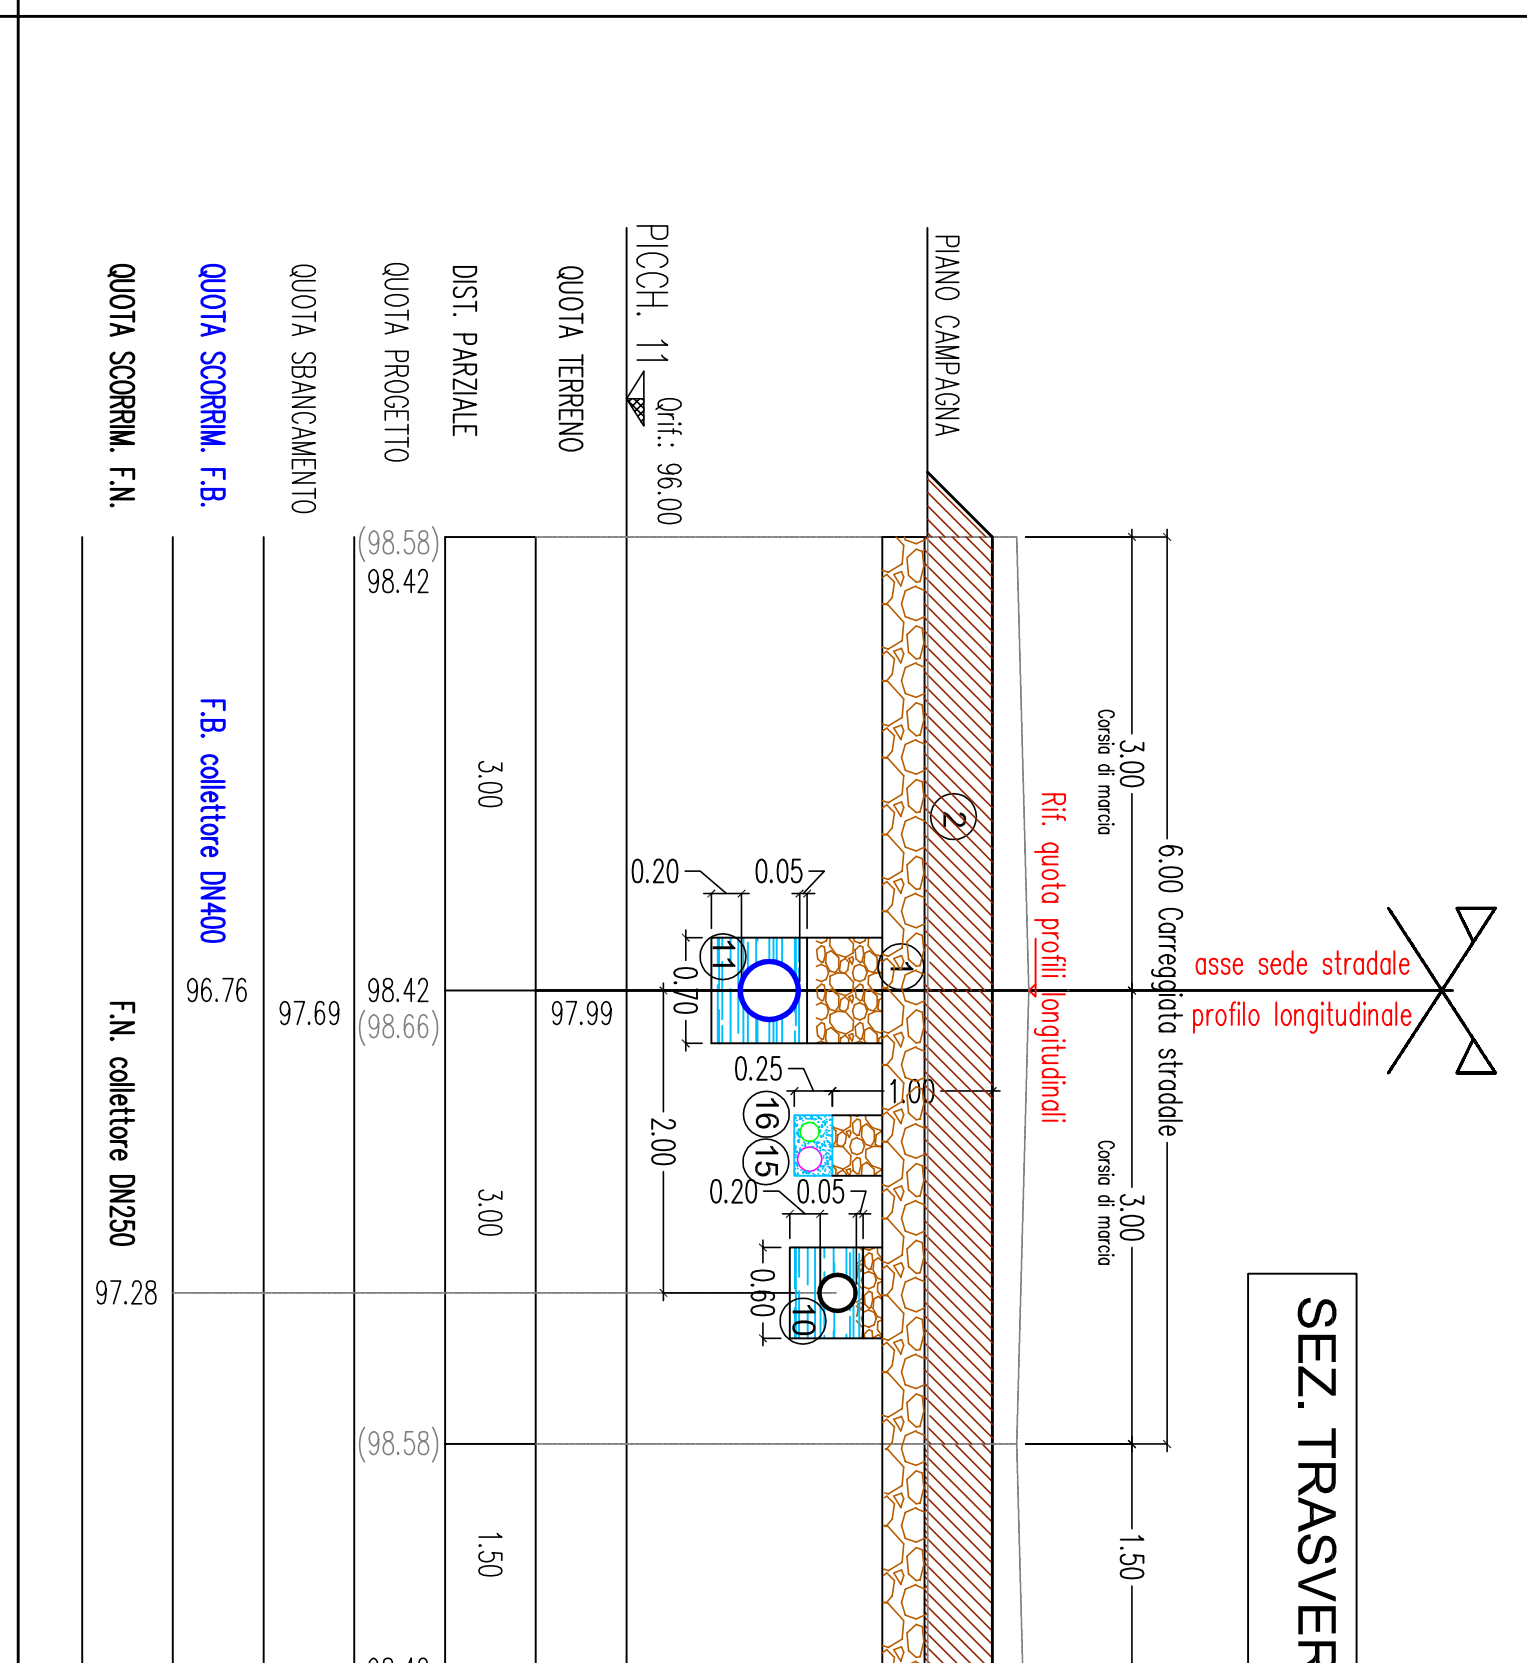 SEZ. TRASVER
asse sede stradale
profilo longitudinale
6.00 Carreggiata stradale
3.00
Corsia di marcia
3.00
Corsia di marcia
1.50
Rif. quota profili longitudinali
PIANO CAMPAGNA
2
1
1.00
0.05
0.20
11
0.70
0.25
16
15
0.05
0.20
10
0.60
2.00
PICCH. 11
Qrif.: 96.00
QUOTA TERRENO
97.99
DIST. PARZIALE
3.00
3.00
1.50
QUOTA PROGETTO
(98.58)
98.42
98.42
(98.66)
(98.58)
QUOTA SBANCAMENTO
97.69
QUOTA SCORRIM. F.B.
F.B. collettore DN400
96.76
QUOTA SCORRIM. F.N.
F.N. collettore DN250
97.28